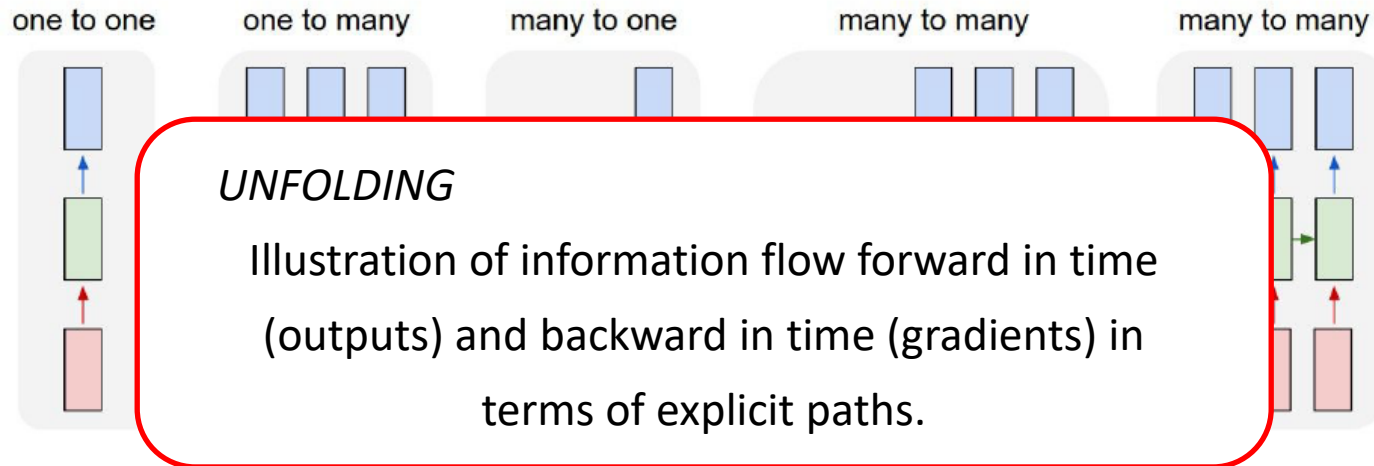 one to one one to many many to one many to many many to many
UNFOLDING
Illustration of information flow forward in time
(outputs) and backward in time (gradients) in
terms of explicit paths.